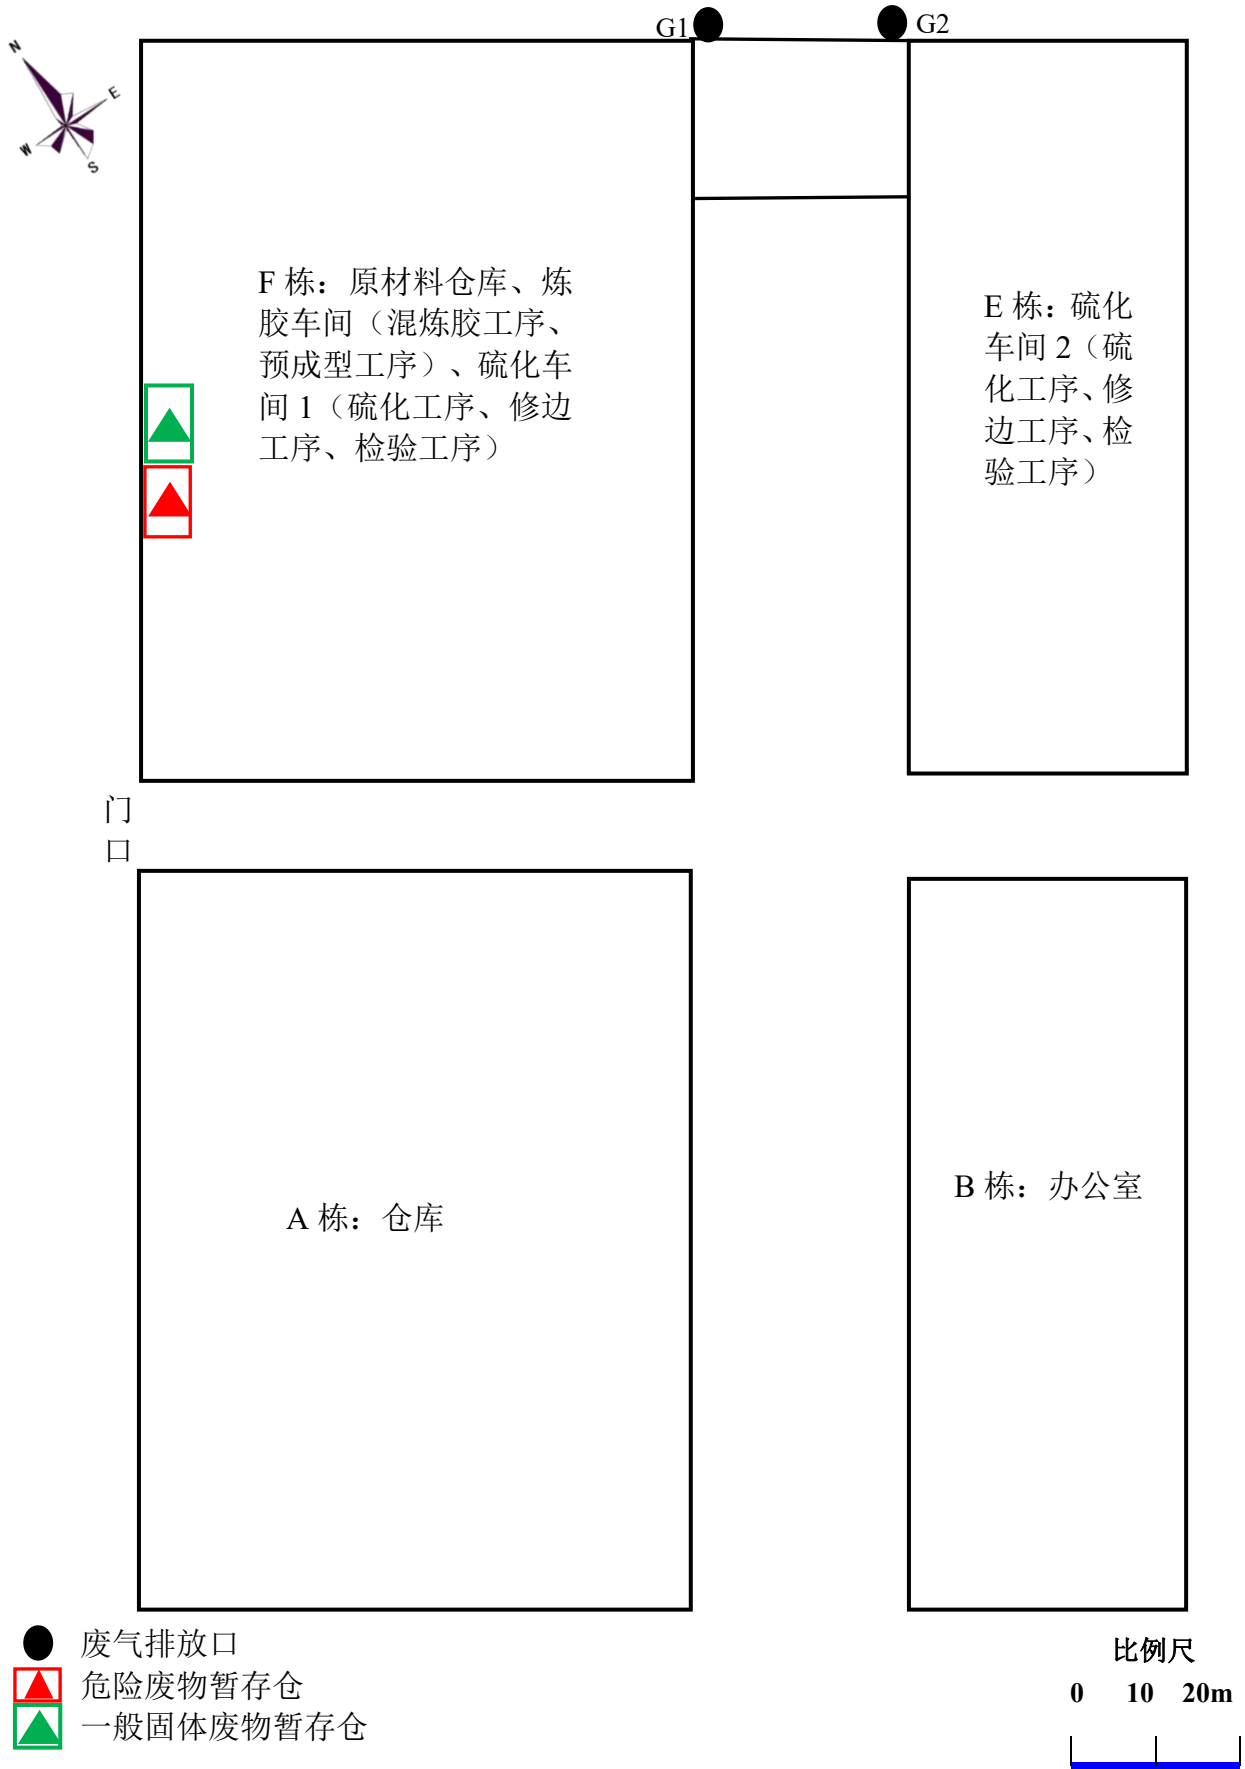 G1
G2
N
E
W
S
F 栋：原材料仓库、炼
胶车间（混炼胶工序、
预成型工序）、硫化车
间 1（硫化工序、修边
工序、检验工序）
E 栋：硫化
车间 2（硫
化工序、修
边工序、检
验工序）
门
口
A 栋：仓库
B 栋：办公室
废气排放口
危险废物暂存仓
一般固体废物暂存仓
比例尺
0 10 20m